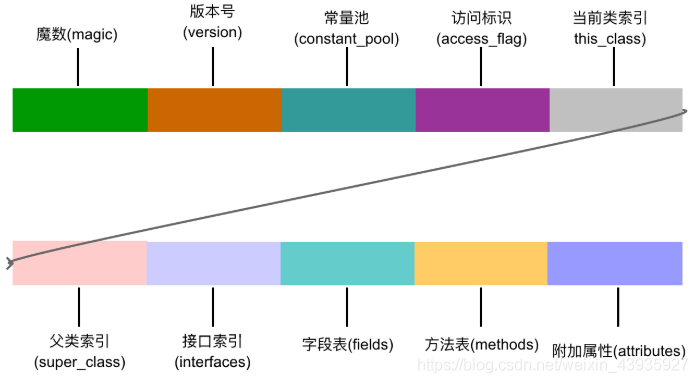 魔数(magic)
版本号
(version)
常量池
(constant_pool)
访问标识
(access_flag)
当前类索引
this_class)
父类索引
(super_class)
接口索引
(interfaces)
字段表(fields)
方法表(methods)
附加属性(attributes)
https://blog.csdn.net/weixin_43935927